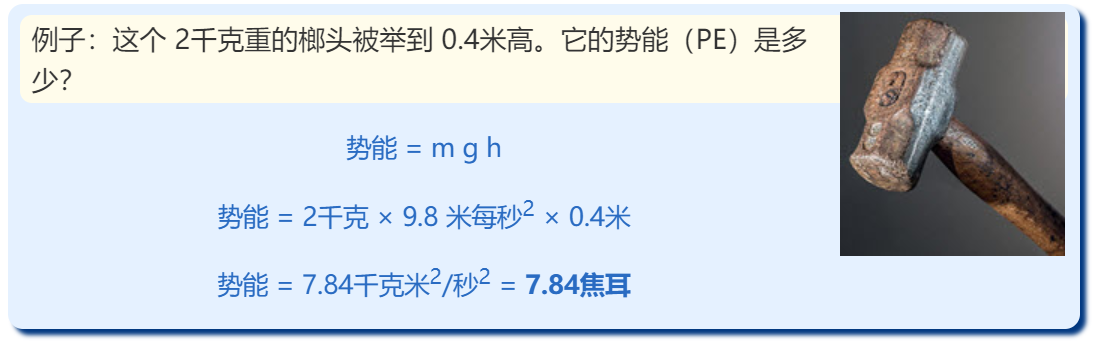 例子：这个 2千克重的榔头被举到 0.4米高。它的势能（PE）是多
少？
势能 = m g h
势能 = 2千克 × 9.8 米每秒² × 0.4米
势能 = 7.84千克米²/秒² = 7.84焦耳